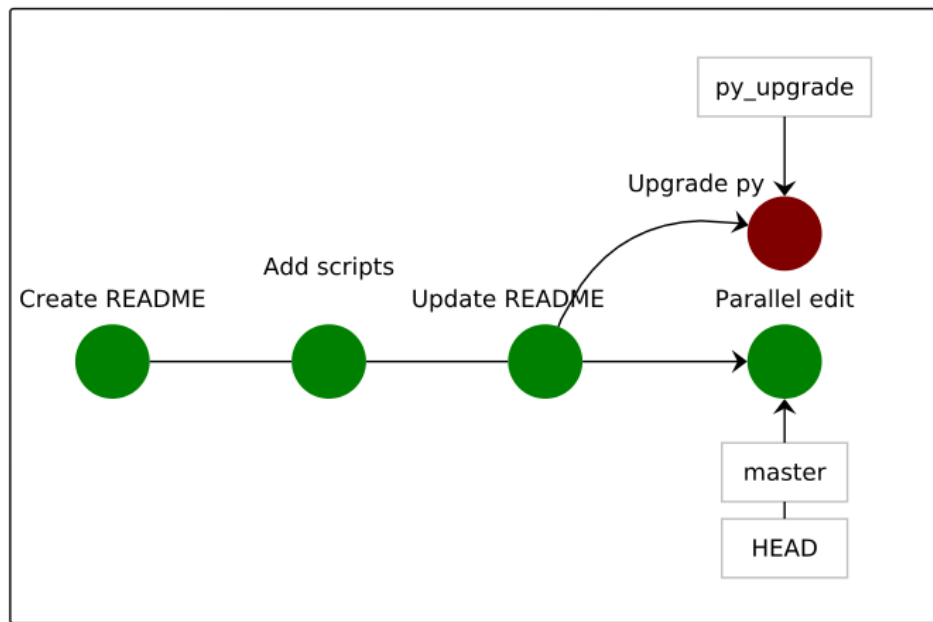 py_upgrade
Upgrade py
Add scripts
Create README
Update README
Parallel edit
master
HEAD